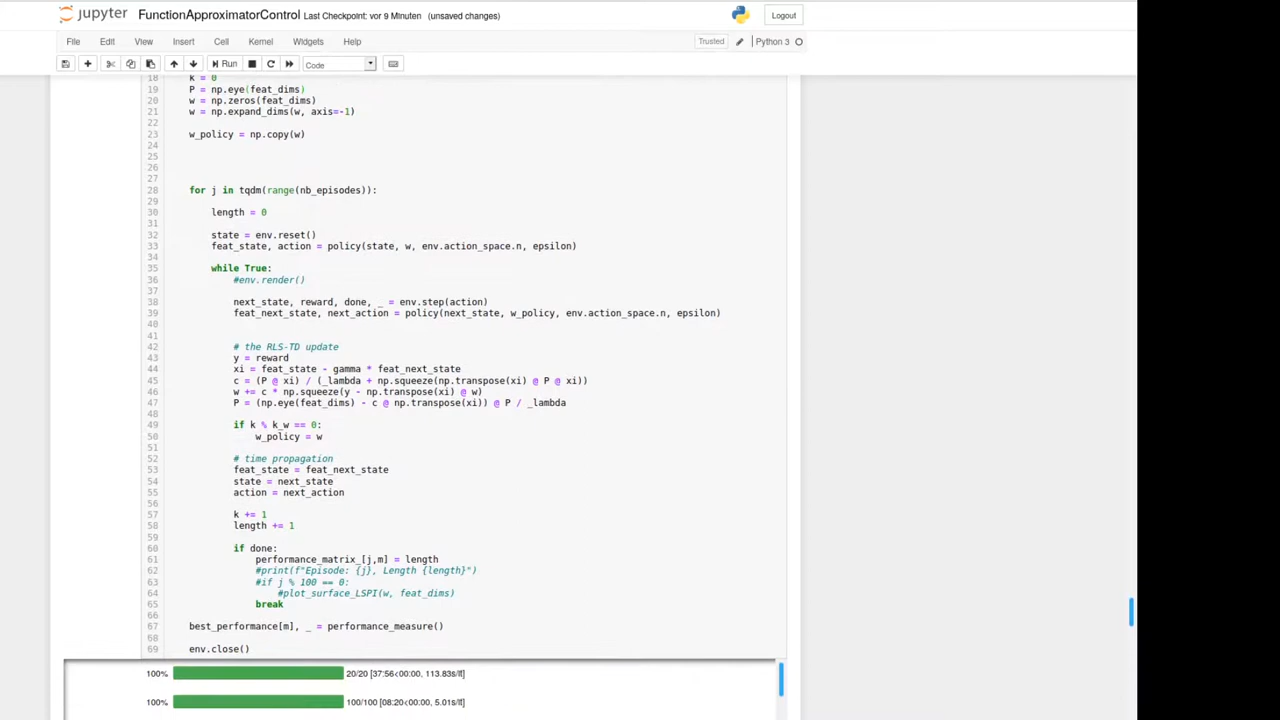 jupyter FunctionApproximatorControl Last Checkpoint: vor 9 Minuten (unsaved changes) Logout
File Edit View Insert Cell Kernel Widgets Help Trusted Python 3
Run Code
18 k = 0
19 P = np.eye(feat_dims)
20 w = np.zeros(feat_dims)
21 w = np.expand_dims(w, axis=-1)
22
23 w_policy = np.copy(w)
24
25
26
27
28 for j in tqdm(range(nb_episodes)):
29
30 length = 0
31
32 state = env.reset()
33 feat_state, action = policy(state, w, env.action_space.n, epsilon)
34
35 while True:
36 #env.render()
37
38 next_state, reward, done, _ = env.step(action)
39 feat_next_state, next_action = policy(next_state, w_policy, env.action_space.n, epsilon)
40
41
42 # the RLS-TD update
43 y = reward
44 xi = feat_state - gamma * feat_next_state
45 c = (P @ xi) / (_lambda + np.squeeze(np.transpose(xi) @ P @ xi))
46 w += c * np.squeeze(y - np.transpose(xi) @ w)
47 P = (np.eye(feat_dims) - c @ np.transpose(xi)) @ P / _lambda
48
49 if k % k_w == 0:
50 w_policy = w
51
52 # time propagation
53 feat_state = feat_next_state
54 state = next_state
55 action = next_action
56
57 k += 1
58 length += 1
59
60 if done:
61 performance_matrix_[j,m] = length
62 #print(f"Episode: {j}, Length {length}")
63 #if j % 100 == 0:
64 #plot_surface_LSPI(w, feat_dims)
65 break
66
67 best_performance[m], _ = performance_measure()
68
69 env.close()
100% 20/20 [37:56<00:00, 113.83s/it]
100% 100/100 [08:20<00:00, 5.01s/it]